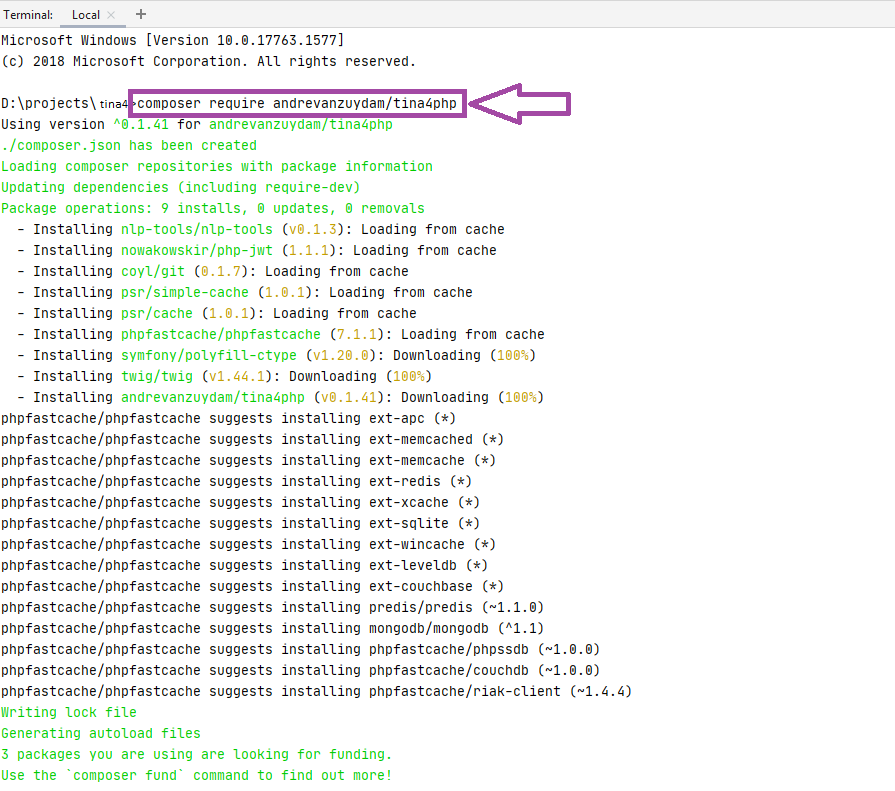 Terminal: Local × +
Microsoft Windows [Version 10.0.17763.1577]
(c) 2018 Microsoft Corporation. All rights reserved.
D:\projects\tina4>composer require andrevanzuydam/tina4php
Using version ^0.1.41 for andrevanzuydam/tina4php
./composer.json has been created
Loading composer repositories with package information
Updating dependencies (including require-dev)
Package operations: 9 installs, 0 updates, 0 removals
  - Installing nlp-tools/nlp-tools (v0.1.3): Loading from cache
  - Installing nowakowskir/php-jwt (1.1.1): Loading from cache
  - Installing coyl/git (0.1.7): Loading from cache
  - Installing psr/simple-cache (1.0.1): Loading from cache
  - Installing psr/cache (1.0.1): Loading from cache
  - Installing phpfastcache/phpfastcache (7.1.1): Loading from cache
  - Installing symfony/polyfill-ctype (v1.20.0): Downloading (100%)
  - Installing twig/twig (v1.44.1): Downloading (100%)
  - Installing andrevanzuydam/tina4php (v0.1.41): Downloading (100%)
phpfastcache/phpfastcache suggests installing ext-apc (*)
phpfastcache/phpfastcache suggests installing ext-memcached (*)
phpfastcache/phpfastcache suggests installing ext-memcache (*)
phpfastcache/phpfastcache suggests installing ext-redis (*)
phpfastcache/phpfastcache suggests installing ext-xcache (*)
phpfastcache/phpfastcache suggests installing ext-sqlite (*)
phpfastcache/phpfastcache suggests installing ext-wincache (*)
phpfastcache/phpfastcache suggests installing ext-leveldb (*)
phpfastcache/phpfastcache suggests installing ext-couchbase (*)
phpfastcache/phpfastcache suggests installing predis/predis (~1.1.0)
phpfastcache/phpfastcache suggests installing mongodb/mongodb (^1.1)
phpfastcache/phpfastcache suggests installing phpfastcache/phpssdb (~1.0.0)
phpfastcache/phpfastcache suggests installing phpfastcache/couchdb (~1.0.0)
phpfastcache/phpfastcache suggests installing phpfastcache/riak-client (~1.4.4)
Writing lock file
Generating autoload files
3 packages you are using are looking for funding.
Use the `composer fund` command to find out more!